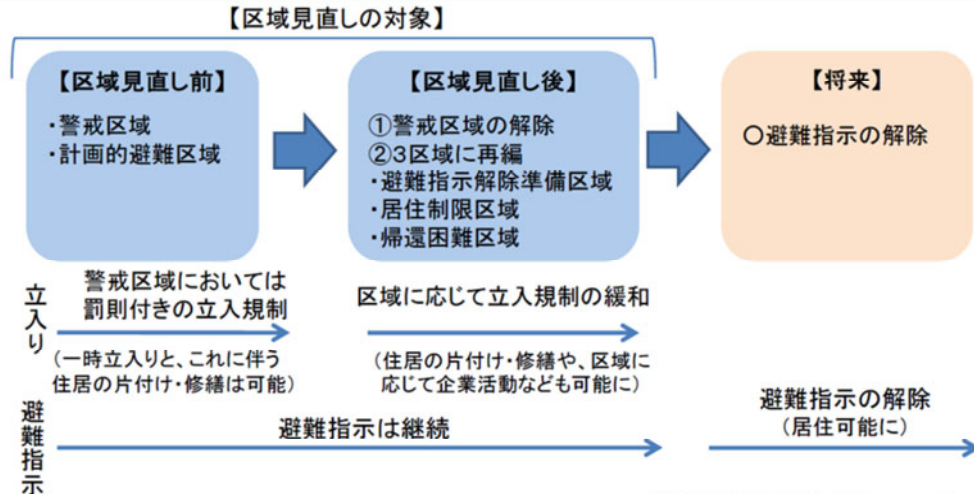 【区域見直しの対象】
【区域見直し前】
・警戒区域
・計画的避難区域
【区域見直し後】
①警戒区域の解除
②3区域に再編
・避難指示解除準備区域
・居住制限区域
・帰還困難区域
【将来】
○避難指示の解除
立入り
警戒区域においては
罰則付きの立入規制
(一時立入りと、これに伴う
住居の片付け・修繕は可能)
区域に応じて立入規制の緩和
(住居の片付け・修繕や、区域に
応じて企業活動なども可能に)
避難指示
避難指示は継続
避難指示の解除
(居住可能に)